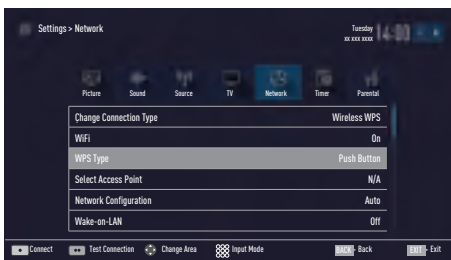 Settings > Network
Tuesday
xx xxx xxxx
14:00
Picture Sound Source TV Network Timer Parental
Change Connection Type Wireless WPS
WiFi On
WPS Type Push Button
Select Access Point N/A
Network Configuration Auto
Wake-on-LAN Off
Connect Test Connection Change Area Input Mode BACK - Back EXIT - Exit